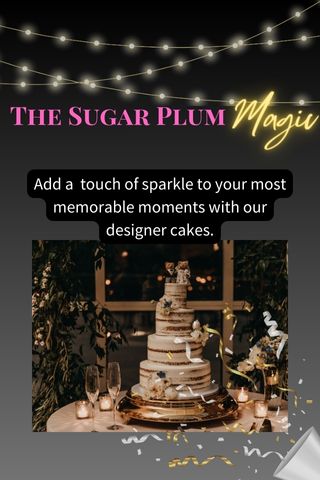 The Sugar Plum Magic
Add a touch of sparkle to your most
memorable moments with our
designer cakes.